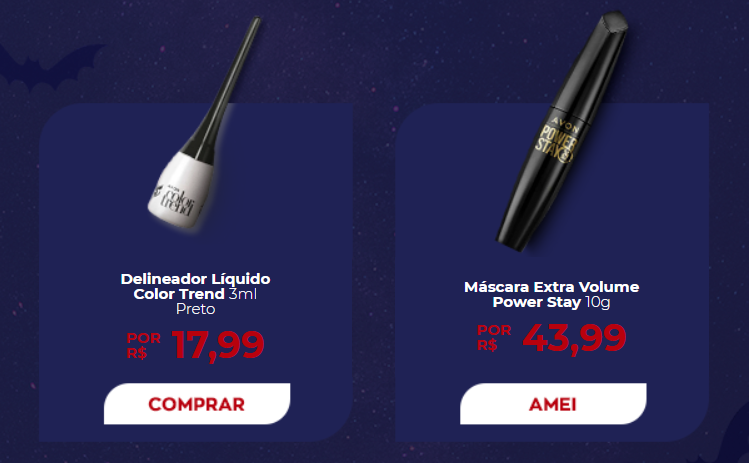 AVON
color
trend
Delineador Líquido
Color Trend 3ml
Preto
POR
R$ 17,99
COMPRAR
AVON
POWER
STAY
Máscara Extra Volume
Power Stay 10g
POR
R$ 43,99
AMEI